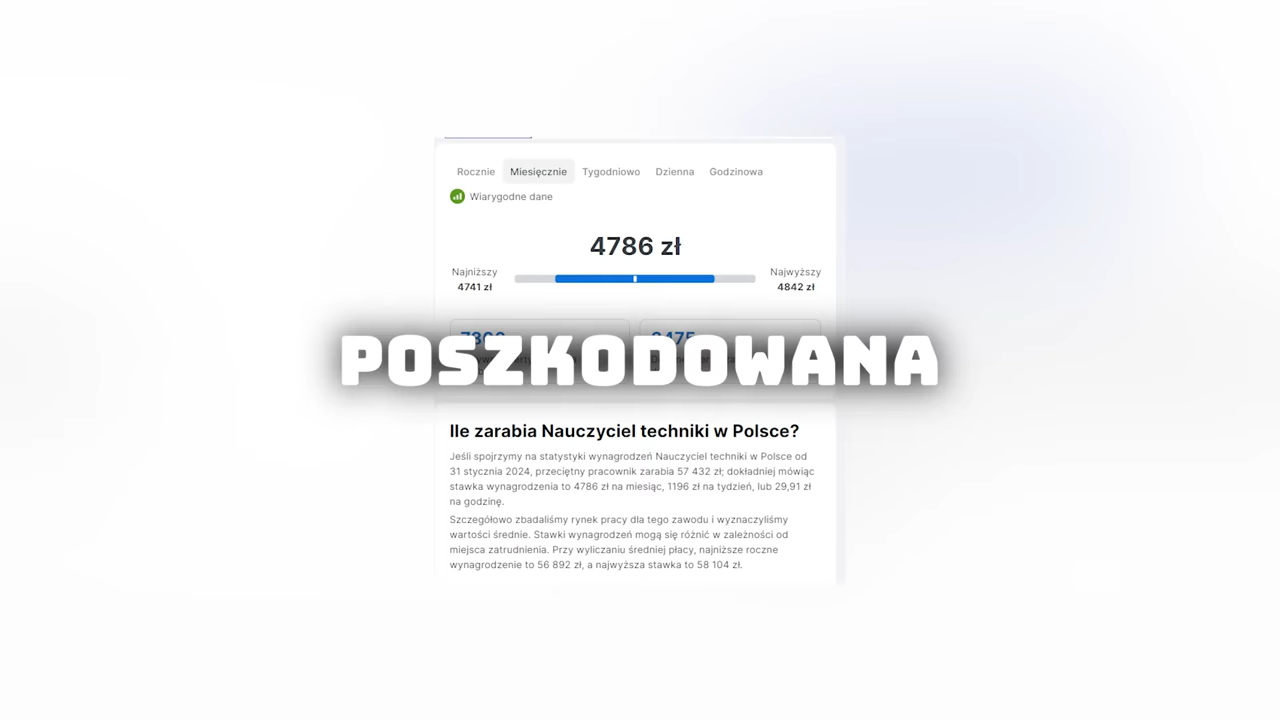 Rocznie Miesięcznie Tygodniowo Dzienna Godzinowa
Wiarygodne dane
4786 zł
Najniższy Najwyższy
4741 zł 4842 zł
POSZKODOWANA
Ile zarabia Nauczyciel techniki w Polsce?
Jeśli spojrzymy na statystyki wynagrodzeń Nauczyciel techniki w Polsce od
31 stycznia 2024, przeciętny pracownik zarabia 57 432 zł; dokładniej mówiąc
stawka wynagrodzenia to 4786 zł na miesiąc, 1196 zł na tydzień, lub 29,91 zł
na godzinę.
Szczegółowo zbadaliśmy rynek pracy dla tego zawodu i wyznaczyliśmy
wartości średnie. Stawki wynagrodzeń mogą się różnić w zależności od
miejsca zatrudnienia. Przy wyliczaniu średniej płacy, najniższe roczne
wynagrodzenie to 56 892 zł, a najwyższa stawka to 58 104 zł.